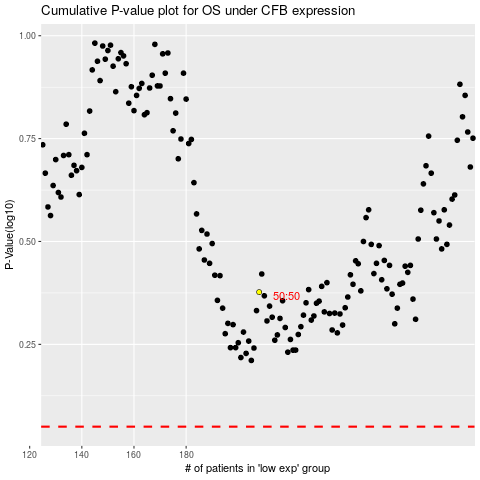 Cumulative P-value plot for OS under CFB expression
P-Value(log10)
1.00
0.75
0.50
0.25
50:50
120 140 160 180
# of patients in 'low exp' group